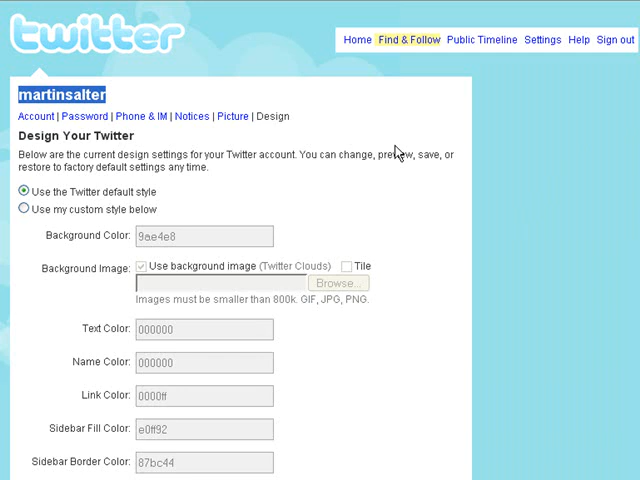 twitter
Home Find & Follow Public Timeline Settings Help Sign out
martinsalter
Account | Password | Phone & IM | Notices | Picture | Design
Design Your Twitter
Below are the current design settings for your Twitter account. You can change, preview, save, or
restore to factory default settings any time.
Use the Twitter default style
Use my custom style below
Background Color: 9ae4e8
Background Image: Use background image (Twitter Clouds) Tile
Browse...
Images must be smaller than 800k. GIF, JPG, PNG.
Text Color: 000000
Name Color: 000000
Link Color: 0000ff
Sidebar Fill Color: e0ff92
Sidebar Border Color: 87bc44